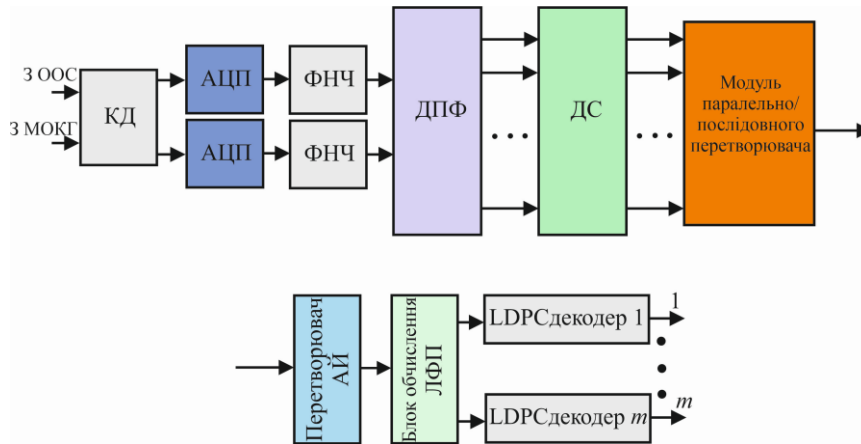 З ООС
З МОКГ
КД
АЦП
АЦП
ФНЧ
ФНЧ
ДПФ
ДС
Модуль
паралельно/
послідовного
перетворювача
Перетворювач
АЙ
Блок обчислення
ЛФП
LDPCдекодер 1
1
LDPCдекодер m
m